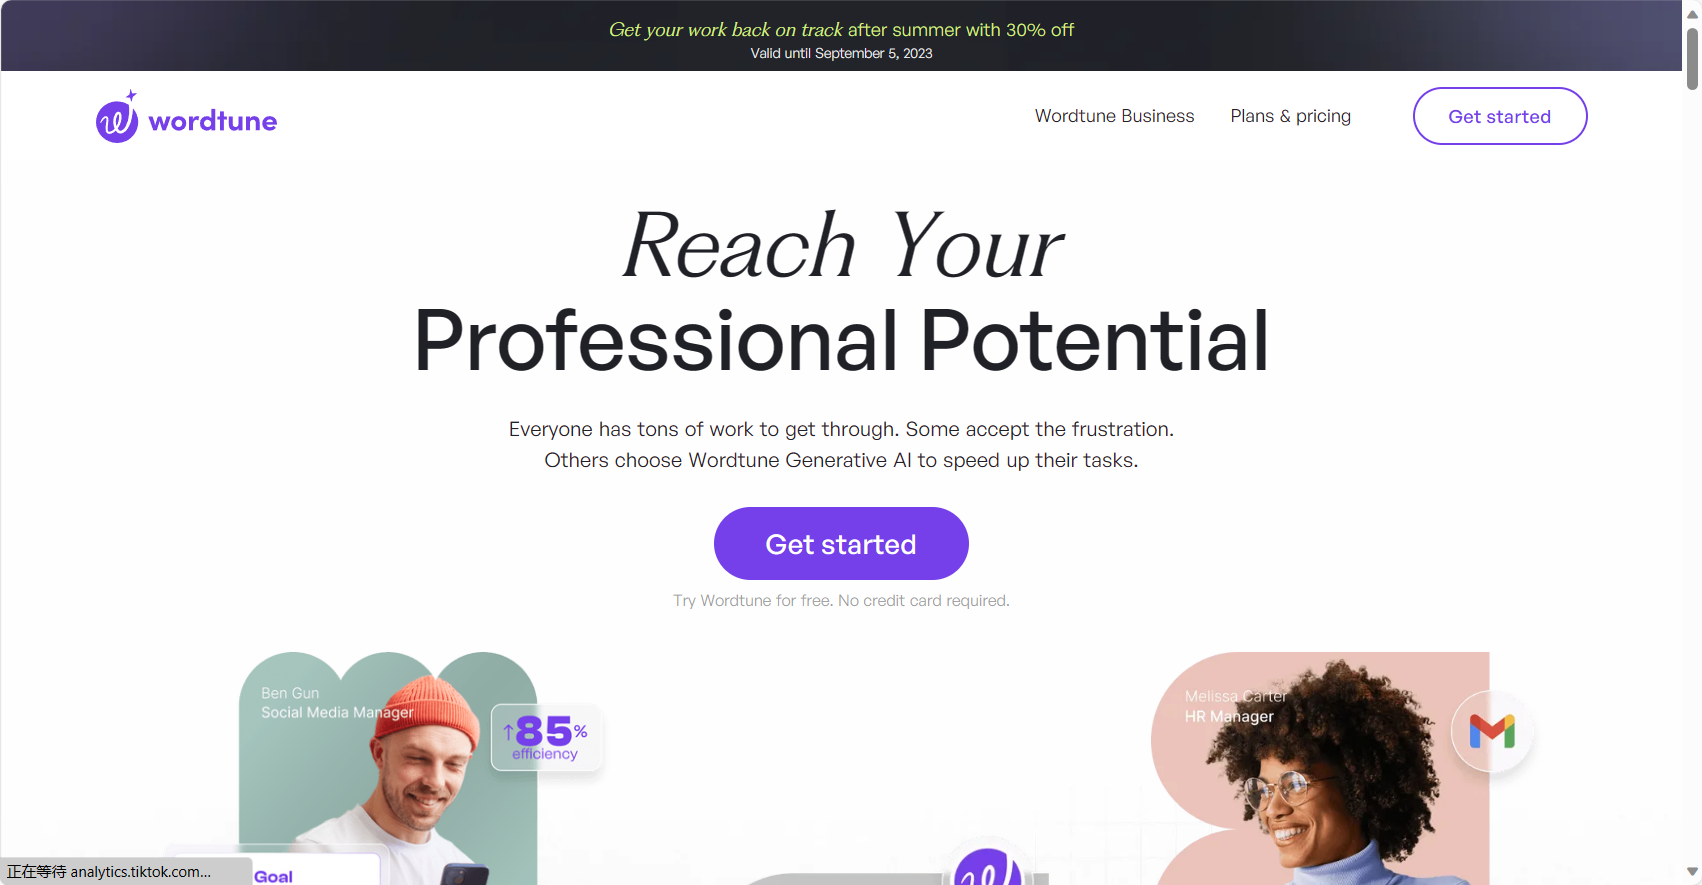 Get your work back on track after summer with 30% off
Valid until September 5, 2023
wordtune
Wordtune Business
Plans & pricing
Get started
Reach Your
Professional Potential
Everyone has tons of work to get through. Some accept the frustration.
Others choose Wordtune Generative AI to speed up their tasks.
Get started
Try Wordtune for free. No credit card required.
Ben Gun
Social Media Manager
↑85%
efficiency
Melissa Carter
HR Manager
Goal
正在等待 analytics.tiktok.com...